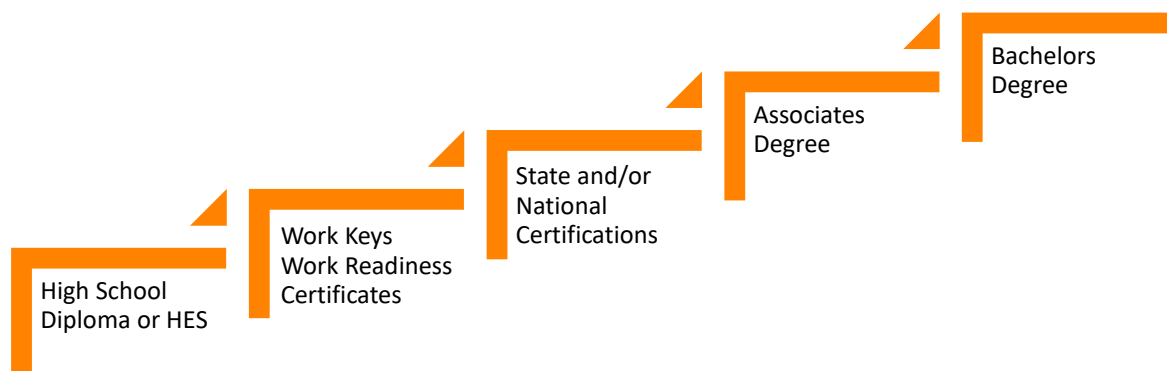 High School
Diploma or HES
Work Keys
Work Readiness
Certificates
State and/or
National
Certifications
Associates
Degree
Bachelors
Degree